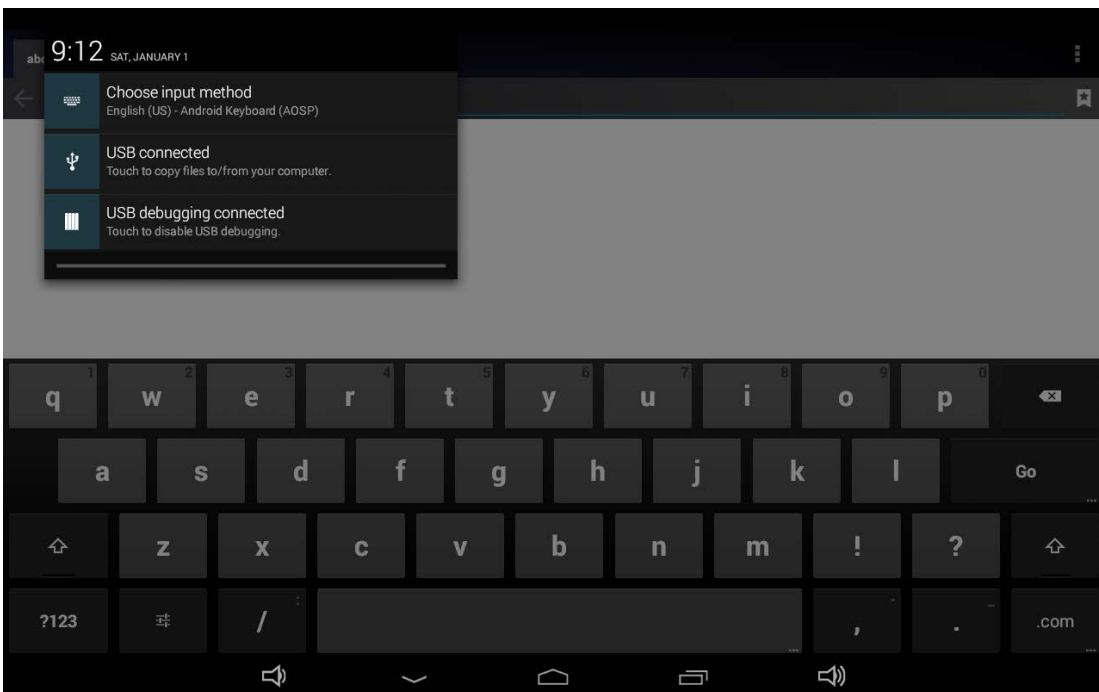 abo
9:12 SAT, JANUARY 1
Choose input method
English (US) - Android Keyboard (AOSP)
USB connected
Touch to copy files to/from your computer.
USB debugging connected
Touch to disable USB debugging.
q 1 w 2 e 3 r 4 t 5 y 6 u 7 i 8 o 9 p 0
a s d f g h j k l Go ...
z x c v b n m ! ?
?123 / : ... , - . _ .com ...